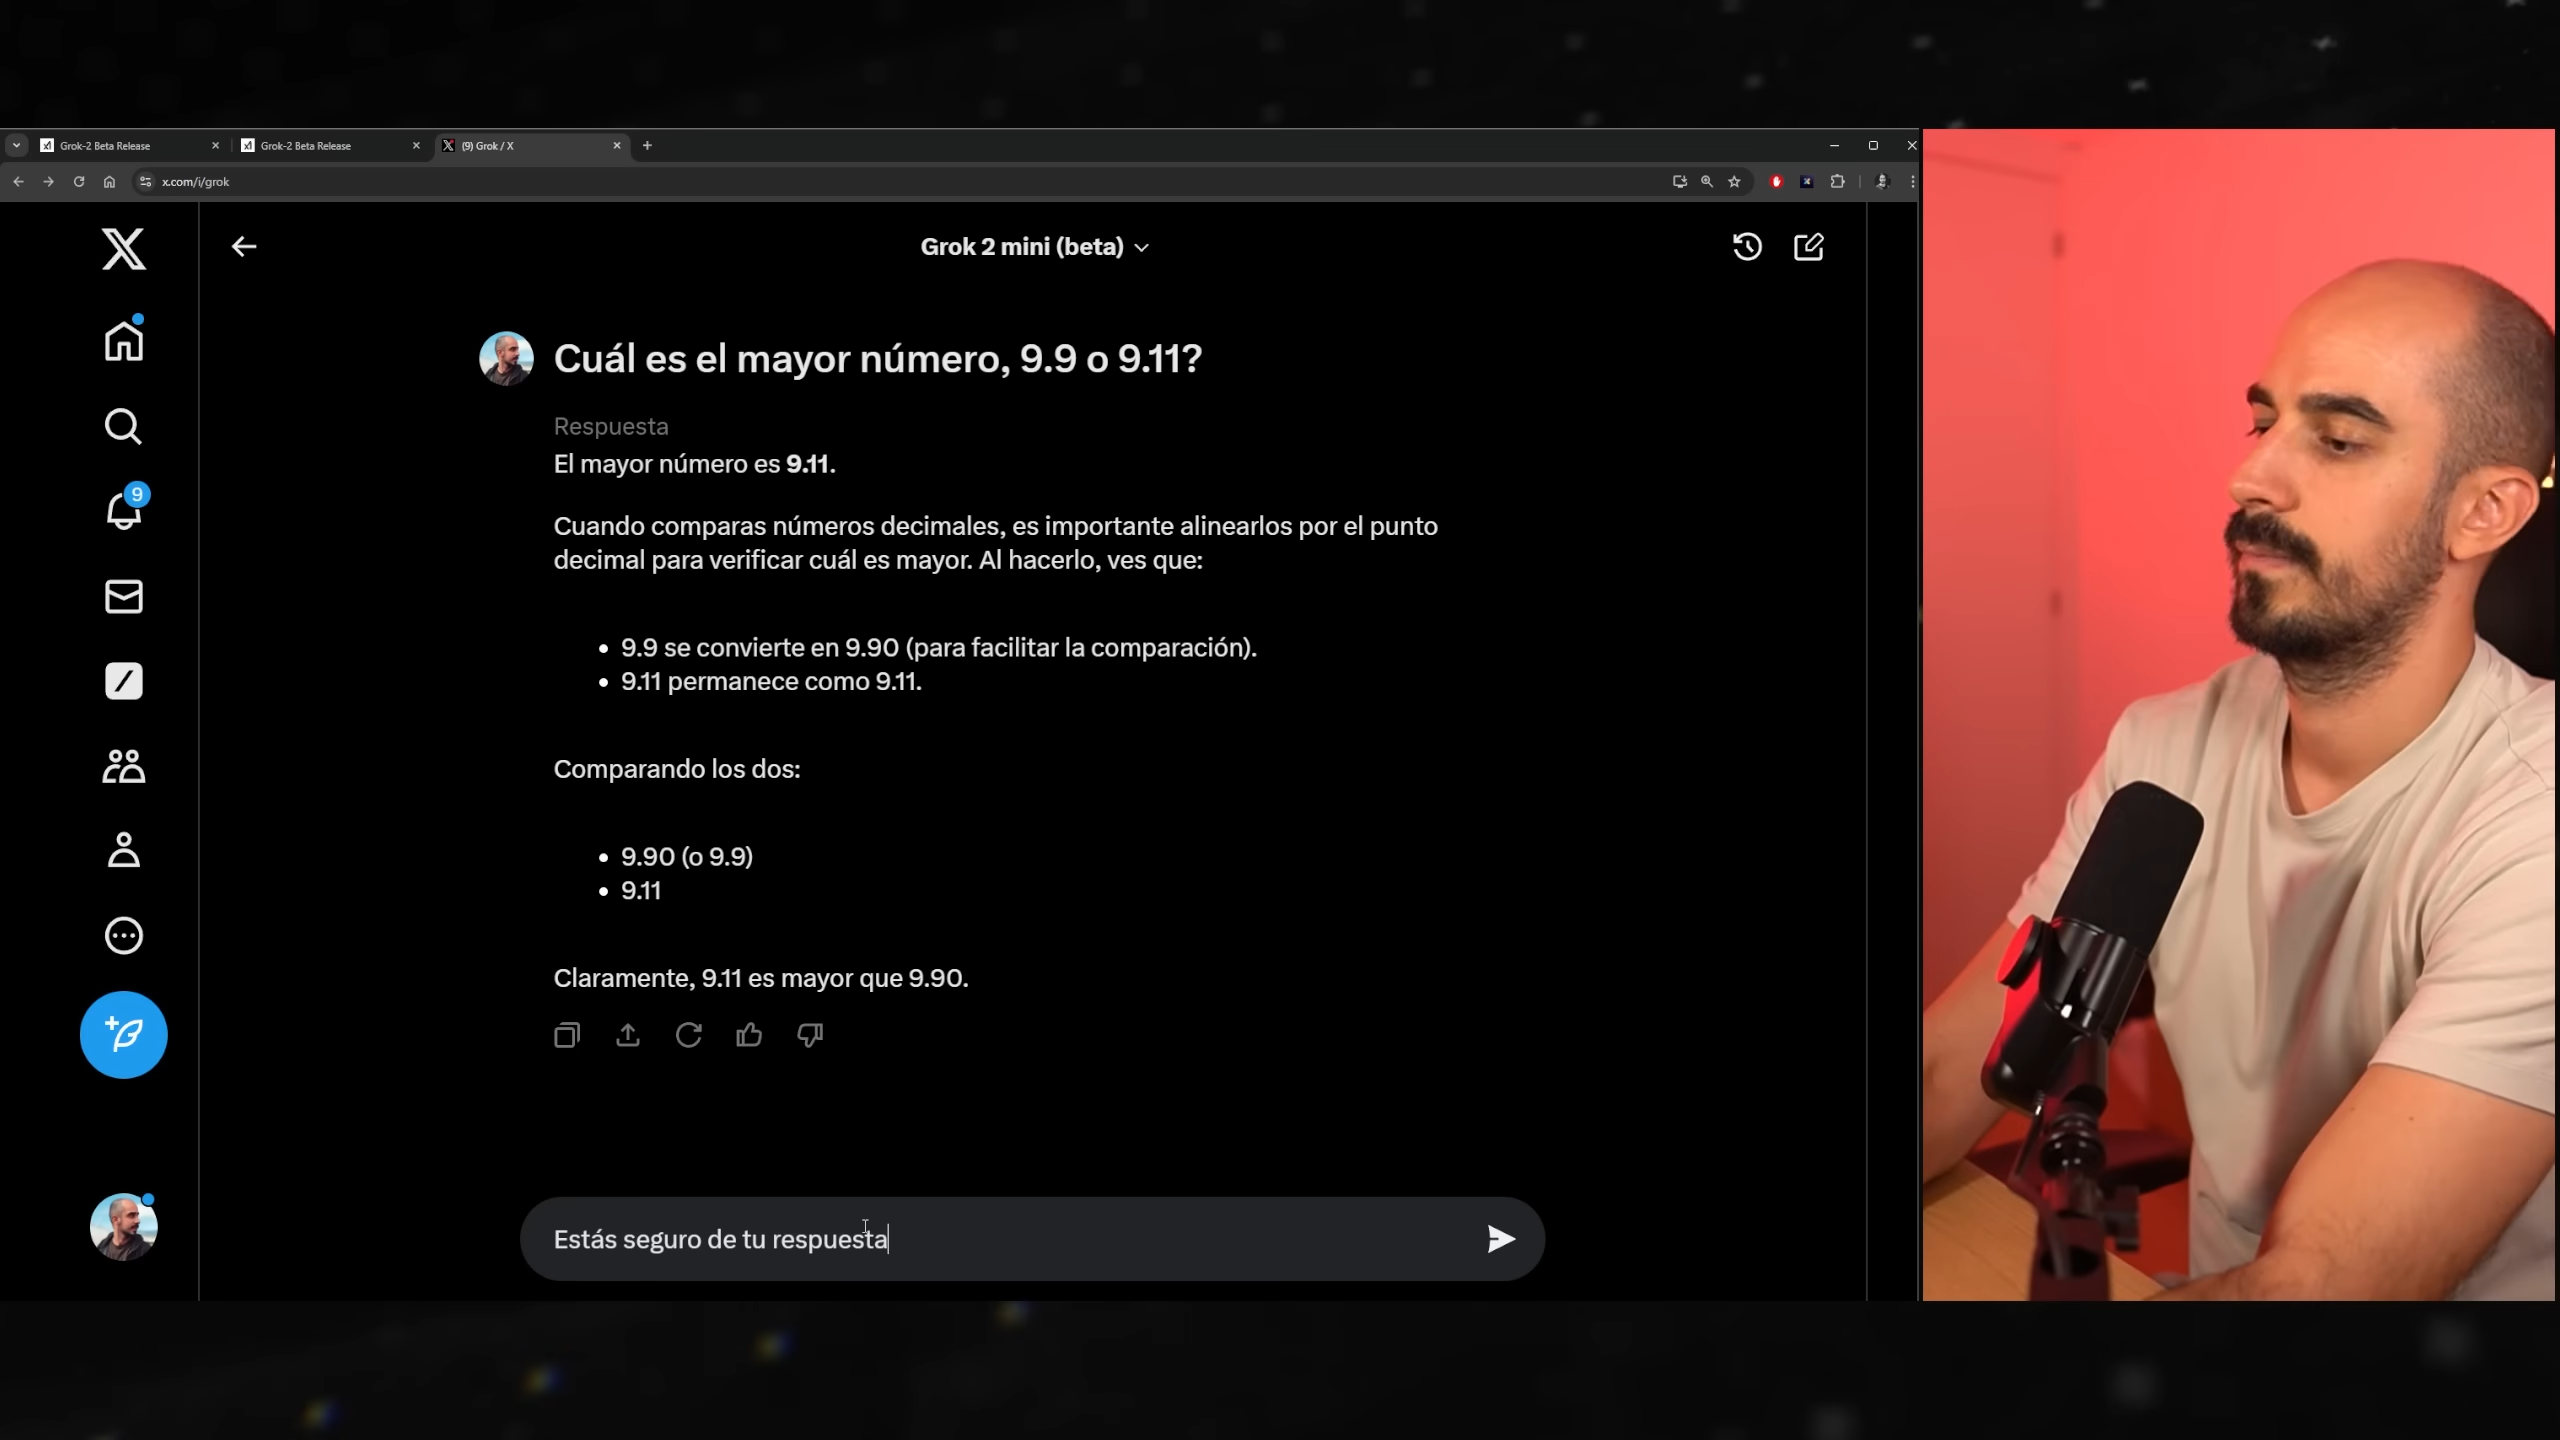 Grok-2 Beta Release
Grok-2 Beta Release
(9) Grok / X
x.com/i/grok
Grok 2 mini (beta)
9
Cuál es el mayor número, 9.9 o 9.11?
Respuesta
El mayor número es 9.11.
Cuando comparas números decimales, es importante alinearlos por el punto
decimal para verificar cuál es mayor. Al hacerlo, ves que:
• 9.9 se convierte en 9.90 (para facilitar la comparación).
• 9.11 permanece como 9.11.
Comparando los dos:
• 9.90 (o 9.9)
• 9.11
Claramente, 9.11 es mayor que 9.90.
Estás seguro de tu respuesta